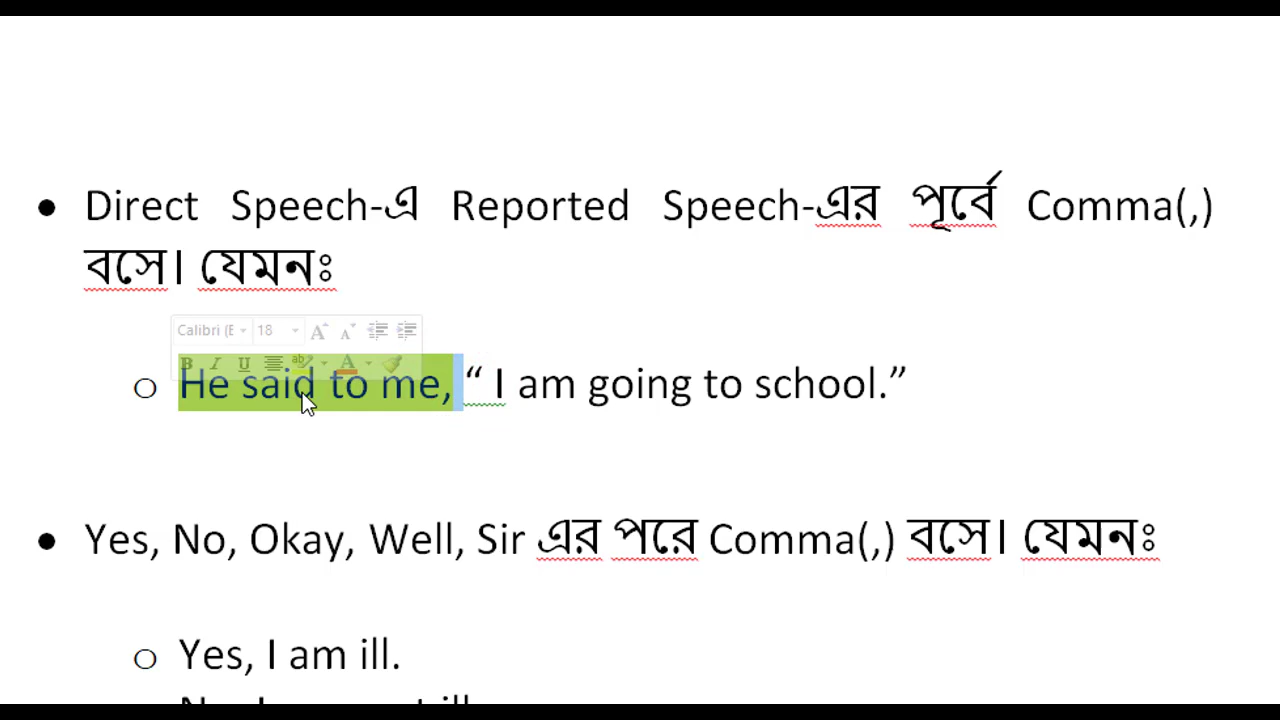 • Direct Speech-এ Reported Speech-এর পূর্বে Comma(,)
বসে। যেমনঃ
Calibri (E 18
o He said to me, “ I am going to school.”
• Yes, No, Okay, Well, Sir এর পরে Comma(,) বসে। যেমনঃ
o Yes, I am ill.